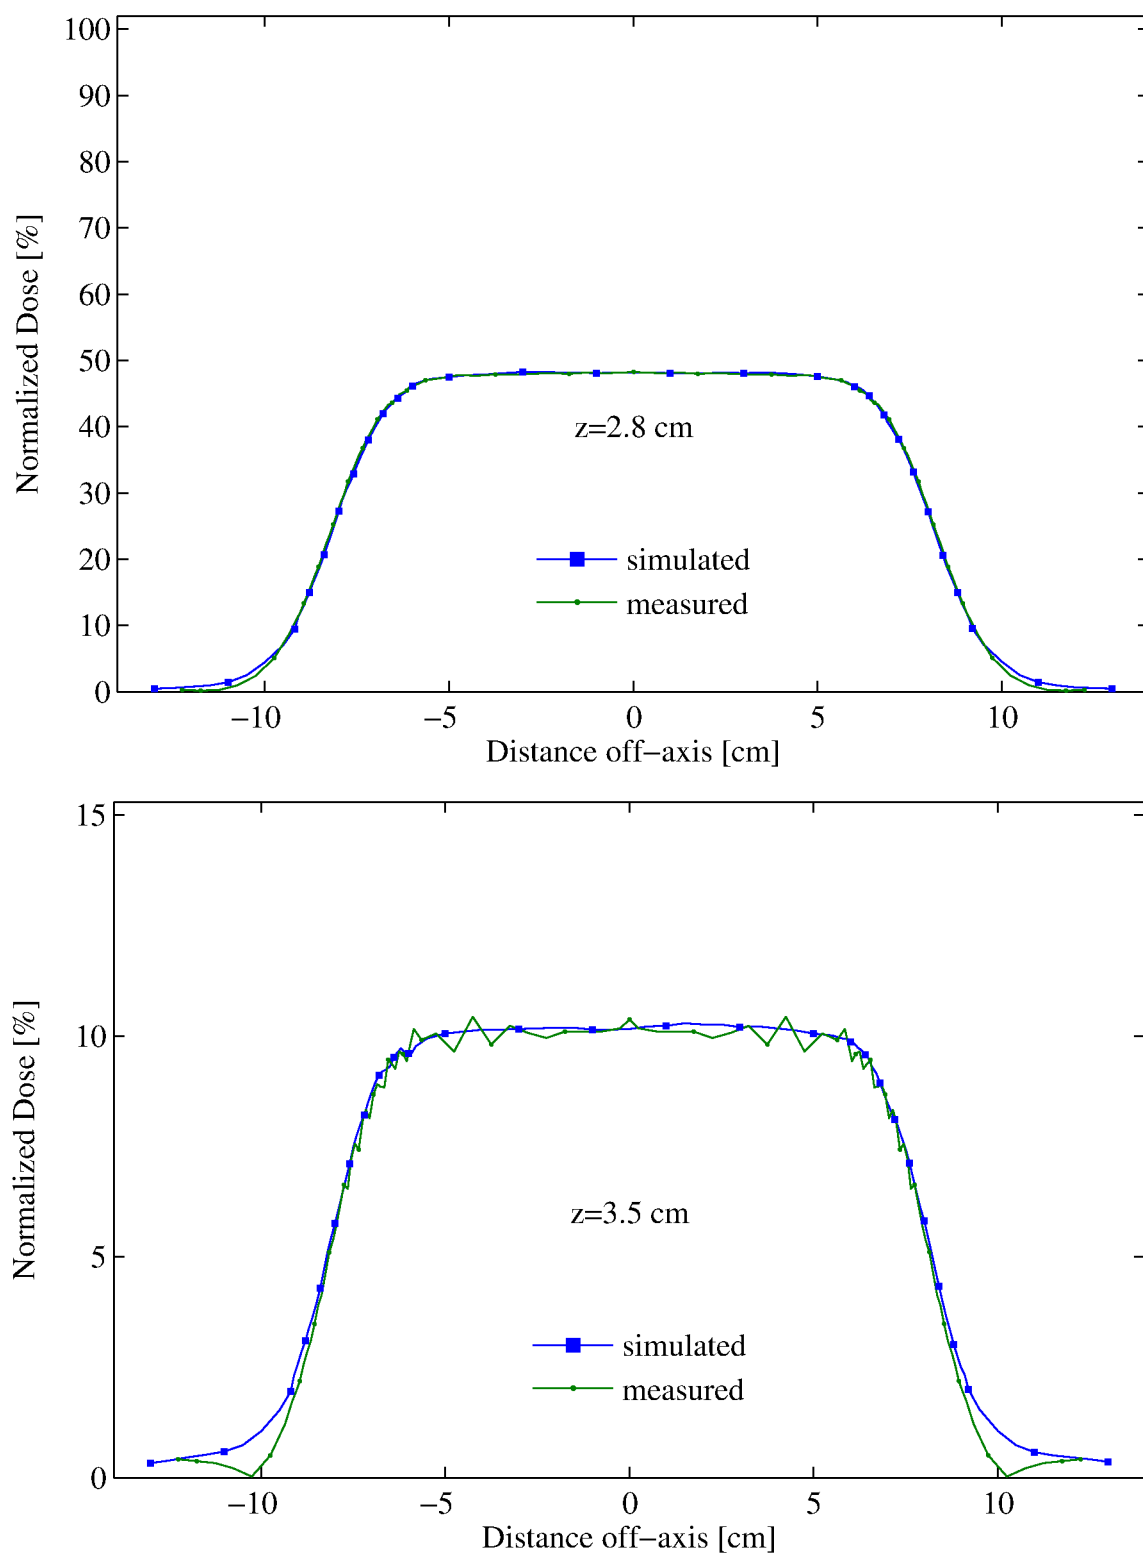 100
90
80
70
60
50
40
30
20
10
0
Normalized Dose [%]
z=2.8 cm
simulated
measured
−10
−5
0
5
10
Distance off−axis [cm]
15
10
5
0
Normalized Dose [%]
z=3.5 cm
simulated
measured
−10
−5
0
5
10
Distance off−axis [cm]